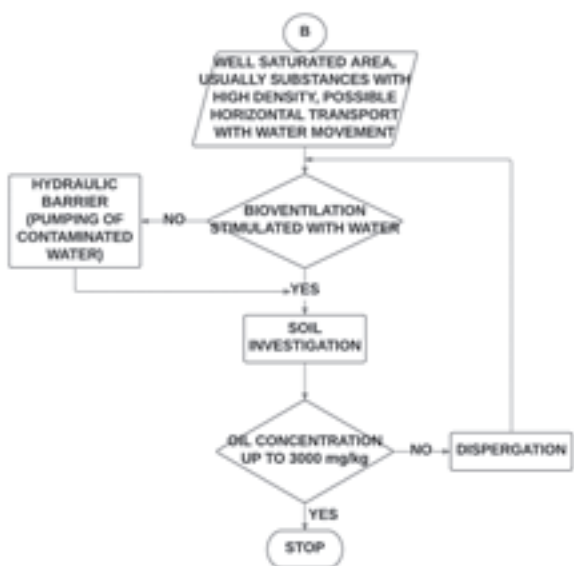 B
WELL SATURATED AREA,
USUALLY SUBSTANCES WITH
HIGH DENSITY, POSSIBLE
HORIZONTAL TRANSPORT
WITH WATER MOVEMENT
HYDRAULIC
BARRIER
(PUMPING OF
CONTAMINATED
WATER)
NO
BIOVENTILATION
STIMULATED WITH WATER
YES
SOIL
INVESTIGATION
OIL CONCENTRATION
UP TO 3000 mg/kg
NO
DISPERGATION
YES
STOP